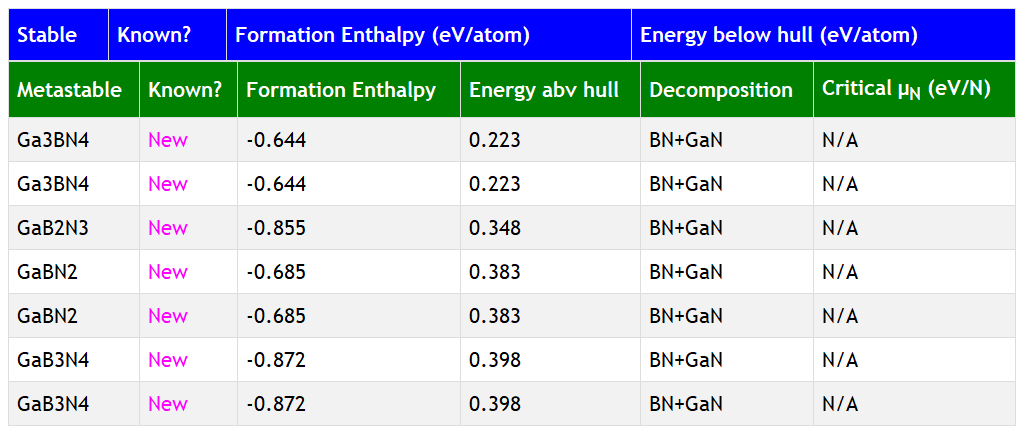 Stable Known? Formation Enthalpy (eV/atom) Energy below hull (eV/atom)
Metastable Known? Formation Enthalpy Energy abv hull Decomposition Critical μN (eV/N)
Ga3BN4 New -0.644 0.223 BN+GaN N/A
Ga3BN4 New -0.644 0.223 BN+GaN N/A
GaB2N3 New -0.855 0.348 BN+GaN N/A
GaBN2 New -0.685 0.383 BN+GaN N/A
GaBN2 New -0.685 0.383 BN+GaN N/A
GaB3N4 New -0.872 0.398 BN+GaN N/A
GaB3N4 New -0.872 0.398 BN+GaN N/A